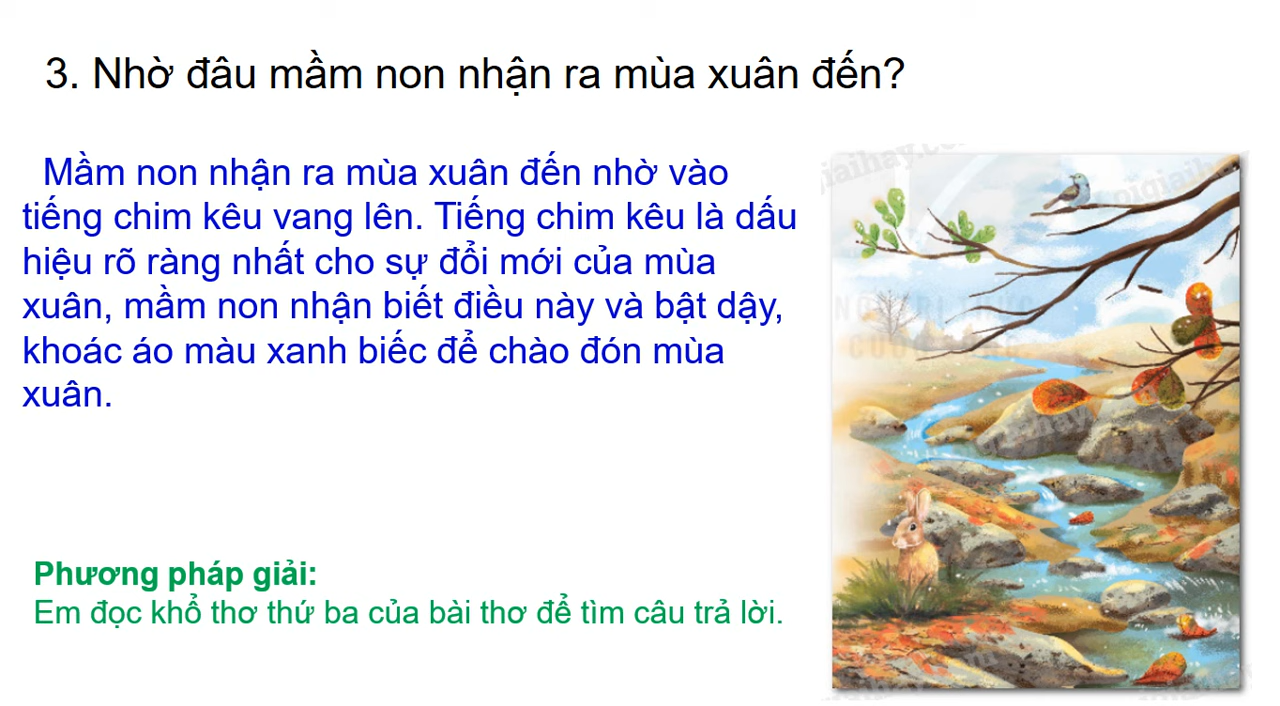 3. Nhờ đâu mầm non nhận ra mùa xuân đến?
Mầm non nhận ra mùa xuân đến nhờ vào
tiếng chim kêu vang lên. Tiếng chim kêu là dấu
hiệu rõ ràng nhất cho sự đổi mới của mùa
xuân, mầm non nhận biết điều này và bật dậy,
khoác áo màu xanh biếc để chào đón mùa
xuân.
Phương pháp giải:
Em đọc khổ thơ thứ ba của bài thơ để tìm câu trả lời.